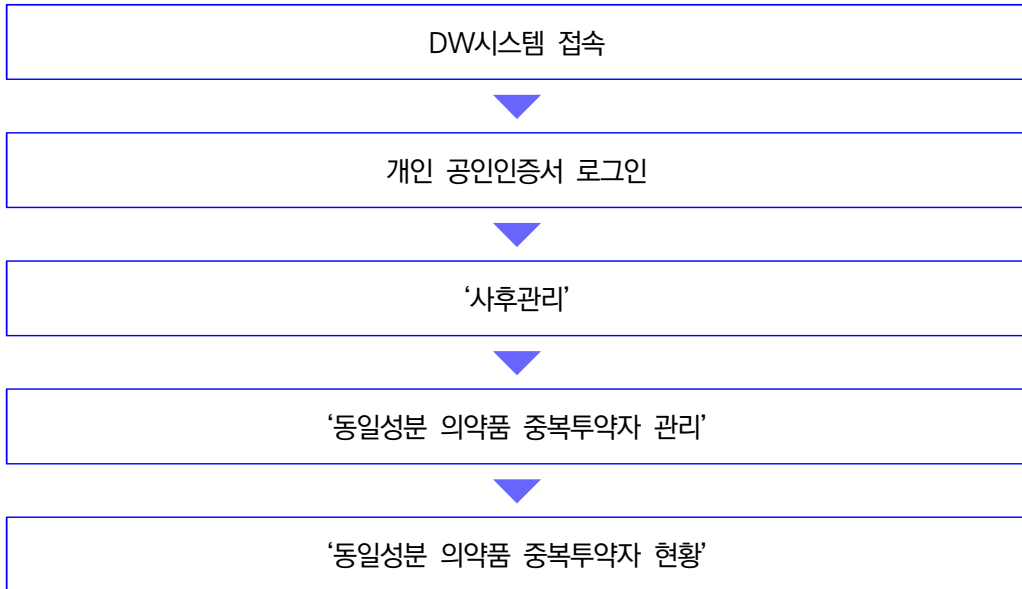 DW시스템 접속
개인 공인인증서 로그인
‘사후관리’
‘동일성분 의약품 중복투약자 관리’
‘동일성분 의약품 중복투약자 현황’